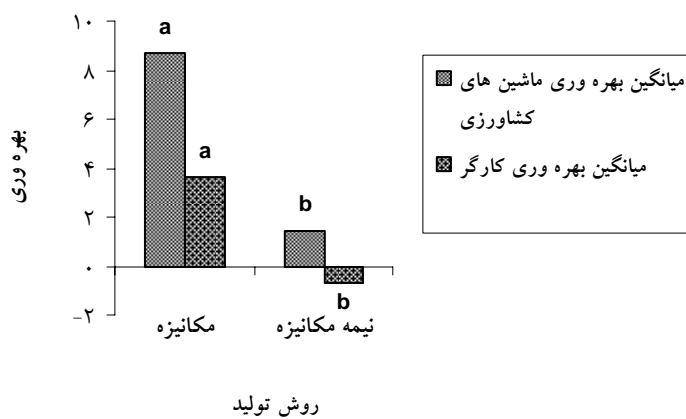 ۱۰
۸
۶
۴
۲
۰
-۲
بهره وری
a
a
b
b
مکانیزه
نیمه مکانیزه
روش تولید
میانگین بهره وری ماشین های
کشاورزی
میانگین بهره وری کارگر